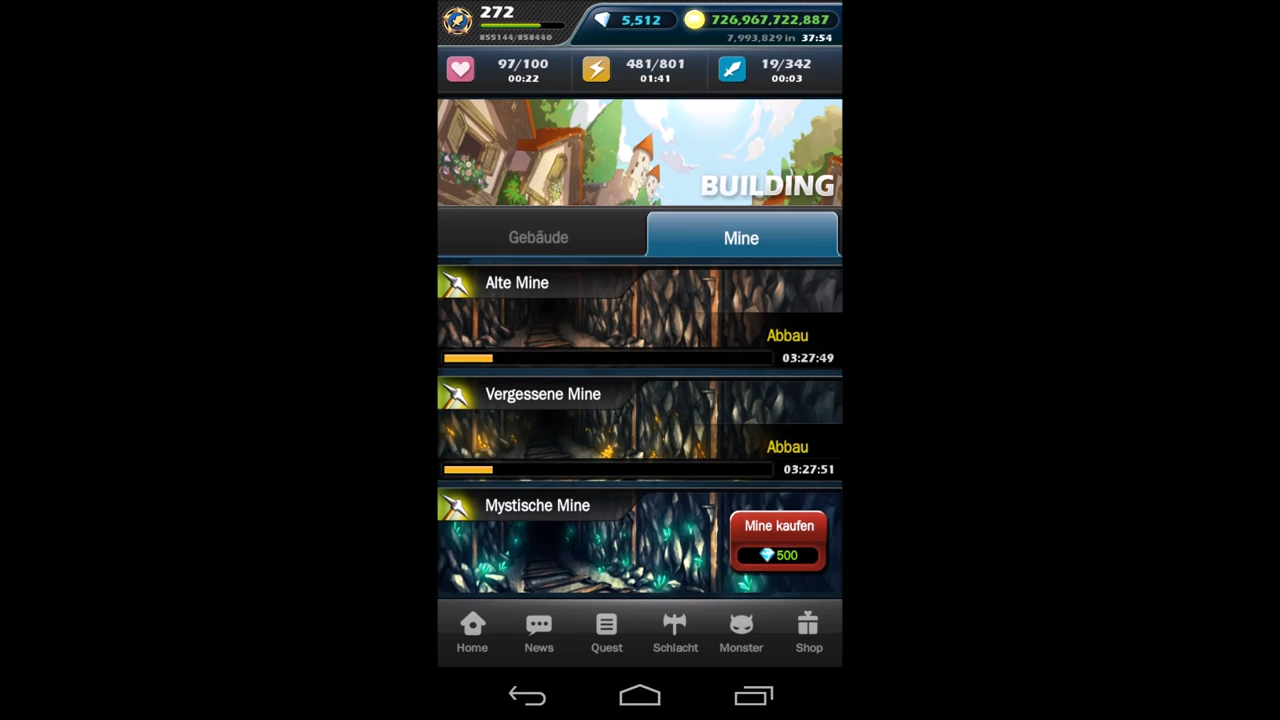 272
855144/858440
5,512
726,967,722,887
7,993,829 in 37:54
97/100
00:22
481/801
01:41
19/342
00:03
BUILDING
Gebäude
Mine
Alte Mine
Abbau
03:27:49
Vergessene Mine
Abbau
03:27:51
Mystische Mine
Mine kaufen
500
Home
News
Quest
Schlacht
Monster
Shop